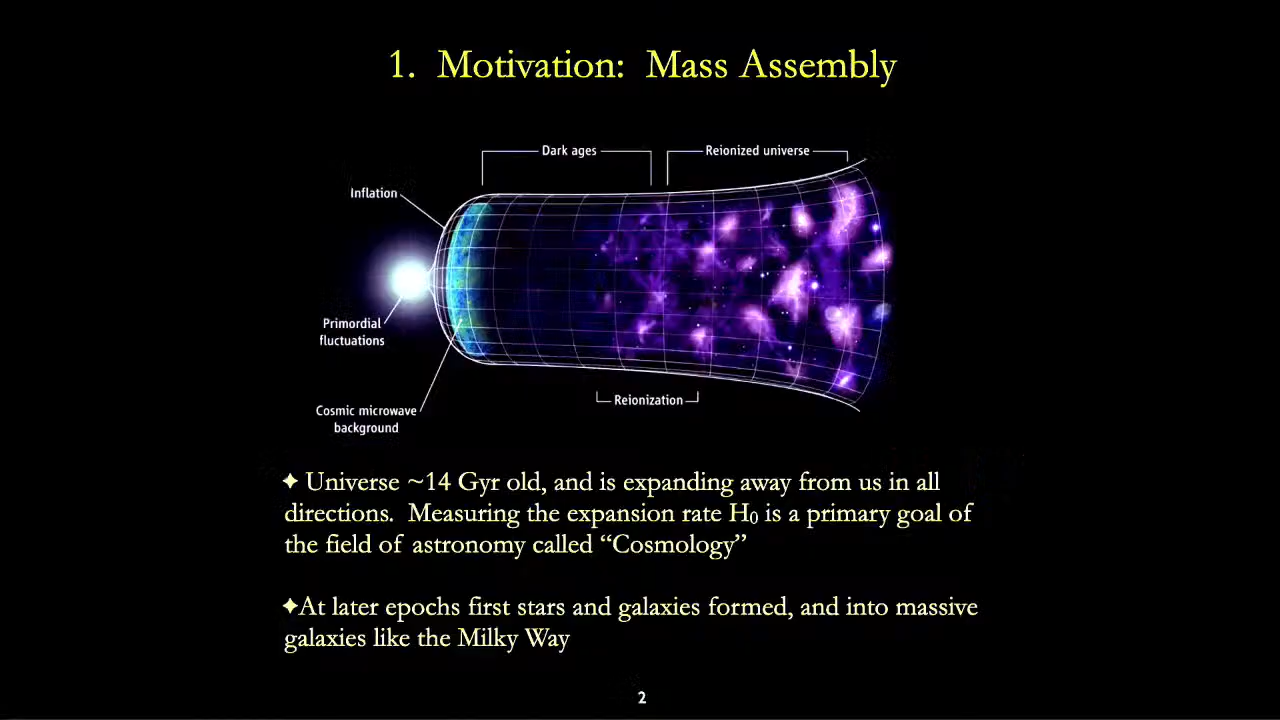 1. Motivation: Mass Assembly
Dark ages
Reionized universe
Inflation
Primordial
fluctuations
Reionization
Cosmic microwave
background
✦ Universe ~14 Gyr old, and is expanding away from us in all
directions. Measuring the expansion rate H₀ is a primary goal of
the field of astronomy called “Cosmology”
✦At later epochs first stars and galaxies formed, and into massive
galaxies like the Milky Way
2